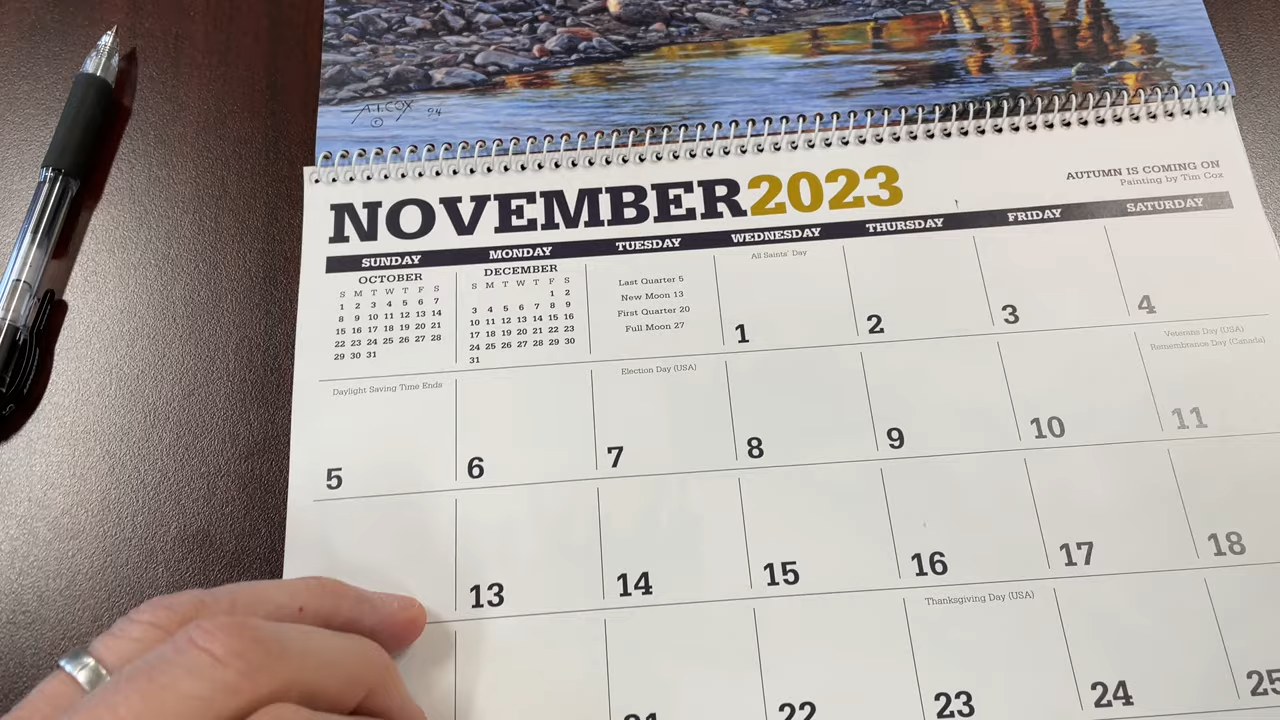 A.T. COX 94
©
NOVEMBER2023
AUTUMN IS COMING ON
Painting by Tim Cox
SUNDAY MONDAY TUESDAY WEDNESDAY THURSDAY FRIDAY SATURDAY
OCTOBER
S M T W T F S
1 2 3 4 5 6 7
8 9 10 11 12 13 14
15 16 17 18 19 20 21
22 23 24 25 26 27 28
29 30 31
DECEMBER
S M T W T F S
1 2
3 4 5 6 7 8 9
10 11 12 13 14 15 16
17 18 19 20 21 22 23
24 25 26 27 28 29 30
31
Last Quarter 5
New Moon 13
First Quarter 20
Full Moon 27
All Saints' Day
1 2 3 4
Daylight Saving Time Ends
Election Day (USA)
Veterans Day (USA)
Remembrance Day (Canada)
5 6 7 8 9 10 11
13 14 15 16 17 18
Thanksgiving Day (USA)
21 22 23 24 25